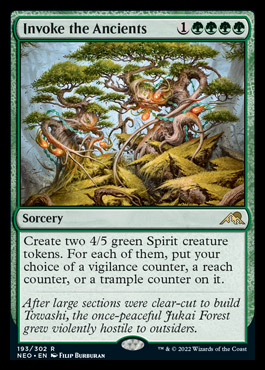 Invoke the Ancients 1
Sorcery
Create two 4/5 green Spirit creature
tokens. For each of them, put your
choice of a vigilance counter, a reach
counter, or a trample counter on it.
After large sections were clear-cut to build
Towashi, the once-peaceful Jukai Forest
grew violently hostile to outsiders.
193/302 R
NEO • EN FILIP BURBURAN
™ & © 2022 Wizards of the Coast